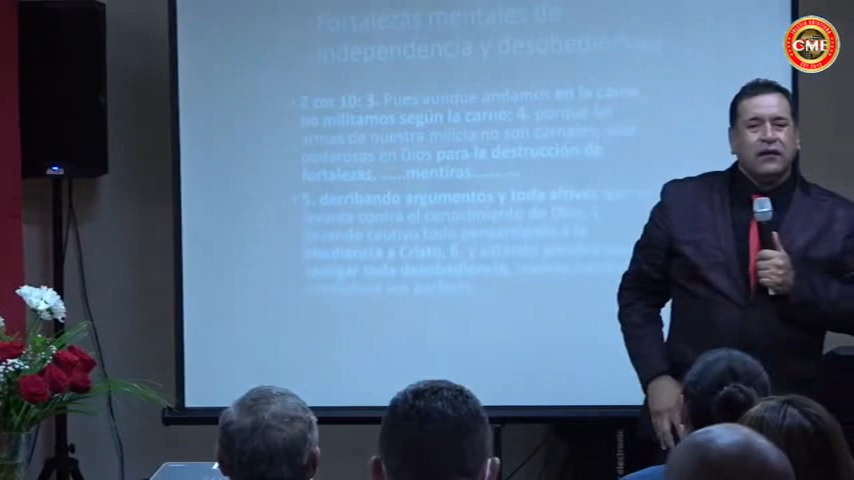 Fortalezas mentales de
independencia y desobediencia
2 cor 10: 3. Pues aunque andamos en la carne,
no militamos según la carne; 4. porque las
armas de nuestra milicia no son carnales, sino
poderosas en Dios para la destrucción de
fortalezas, ......mentiras...........
5. derribando argumentos y toda altivez que se
levanta contra el conocimiento de Dios, y
llevando cautivo todo pensamiento a la
obediencia a Cristo, 6. y estando prontos para
castigar toda desobediencia,
CME
electronic